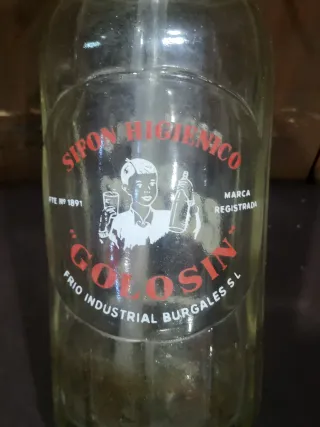 SIFON HIGIENICO
PTE Nº 1891
MARCA
REGISTRADA
"GOLOSIN"
FRIO INDUSTRIAL BURGALES S L